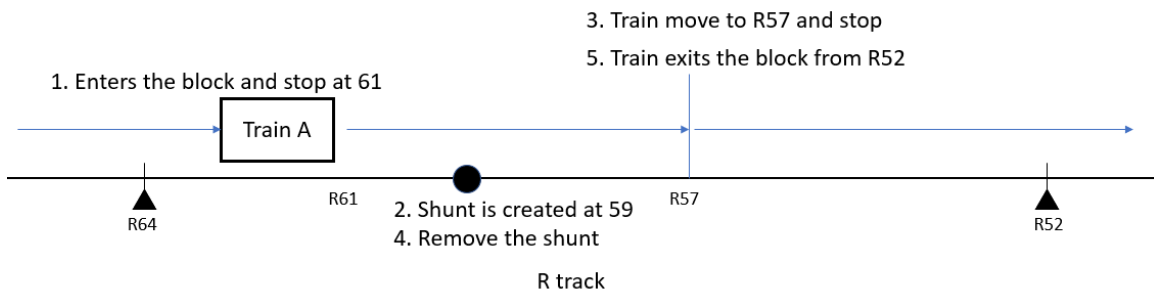 3. Train move to R57 and stop
5. Train exits the block from R52
1. Enters the block and stop at 61
Train A
R64
R61
R57
R52
2. Shunt is created at 59
4. Remove the shunt
R track